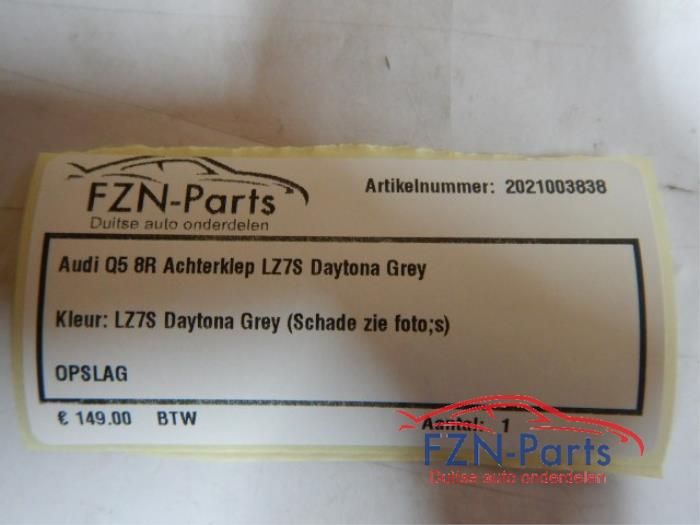 FZN-Parts
Duitse auto onderdelen
Artikelnummer: 2021003838
Audi Q5 8R Achterklep LZ7S Daytona Grey
Kleur: LZ7S Daytona Grey (Schade zie foto;s)
OPSLAG
€ 149.00 BTW
Aantal: 1
FZN-Parts
Duitse auto onderdelen